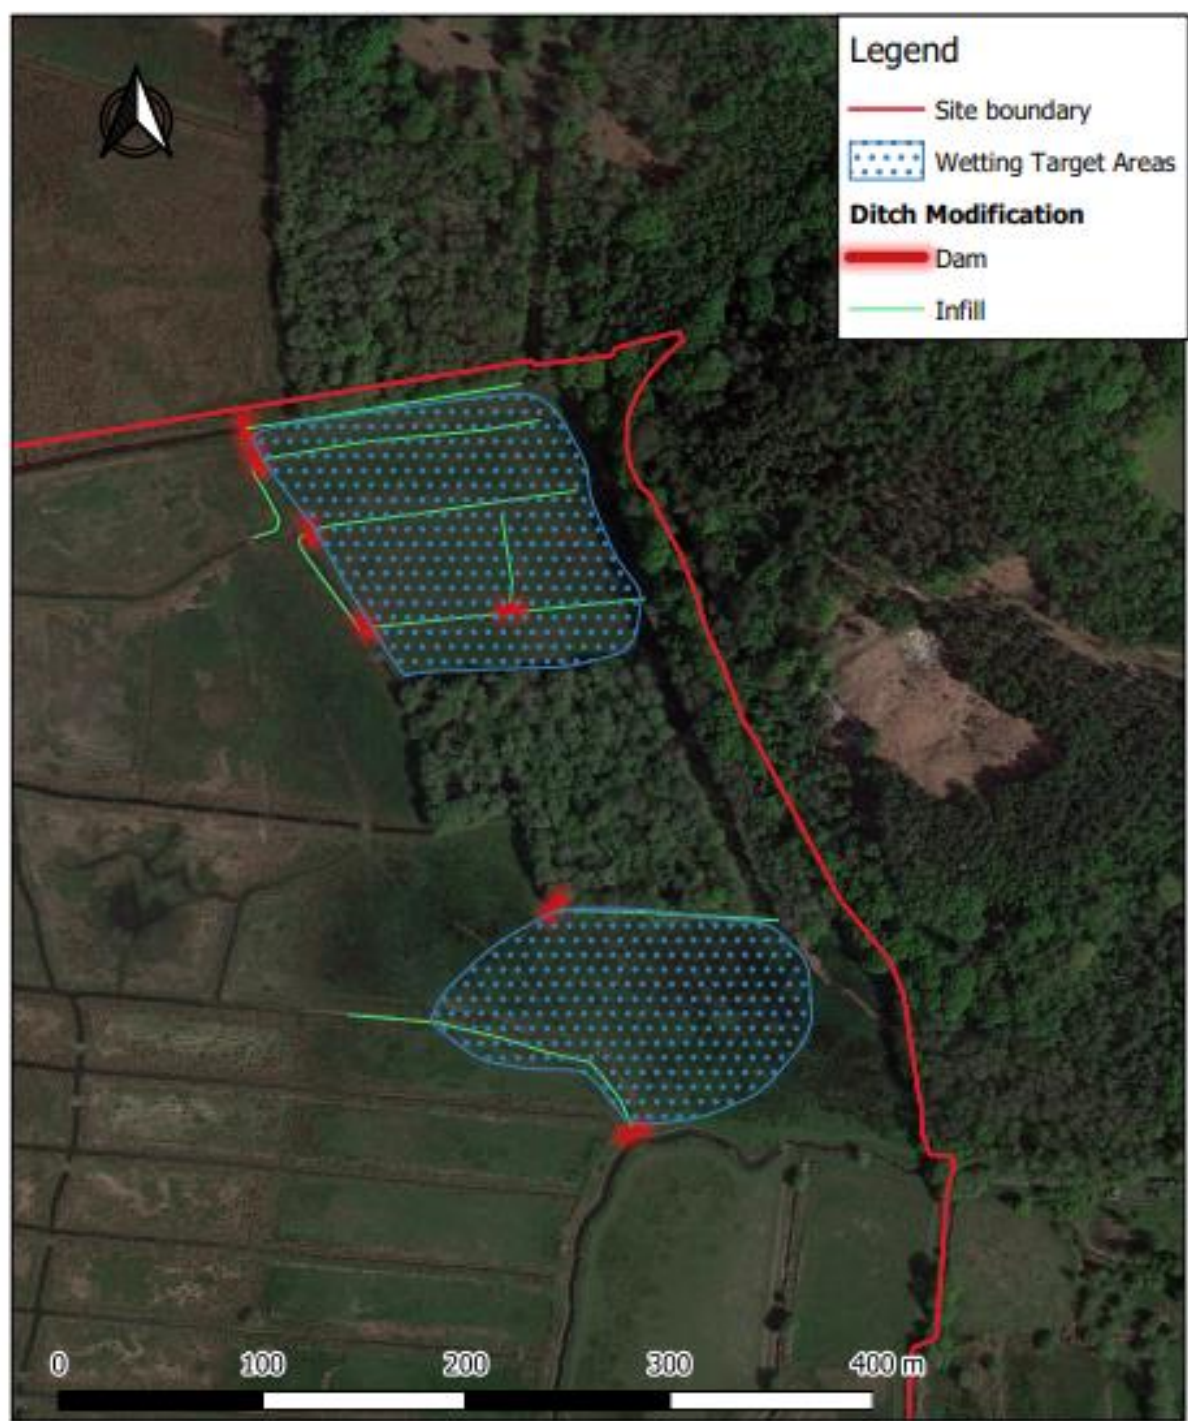 Legend
Site boundary
Wetting Target Areas
Ditch Modification
Dam
Infill
0 100 200 300 400 m